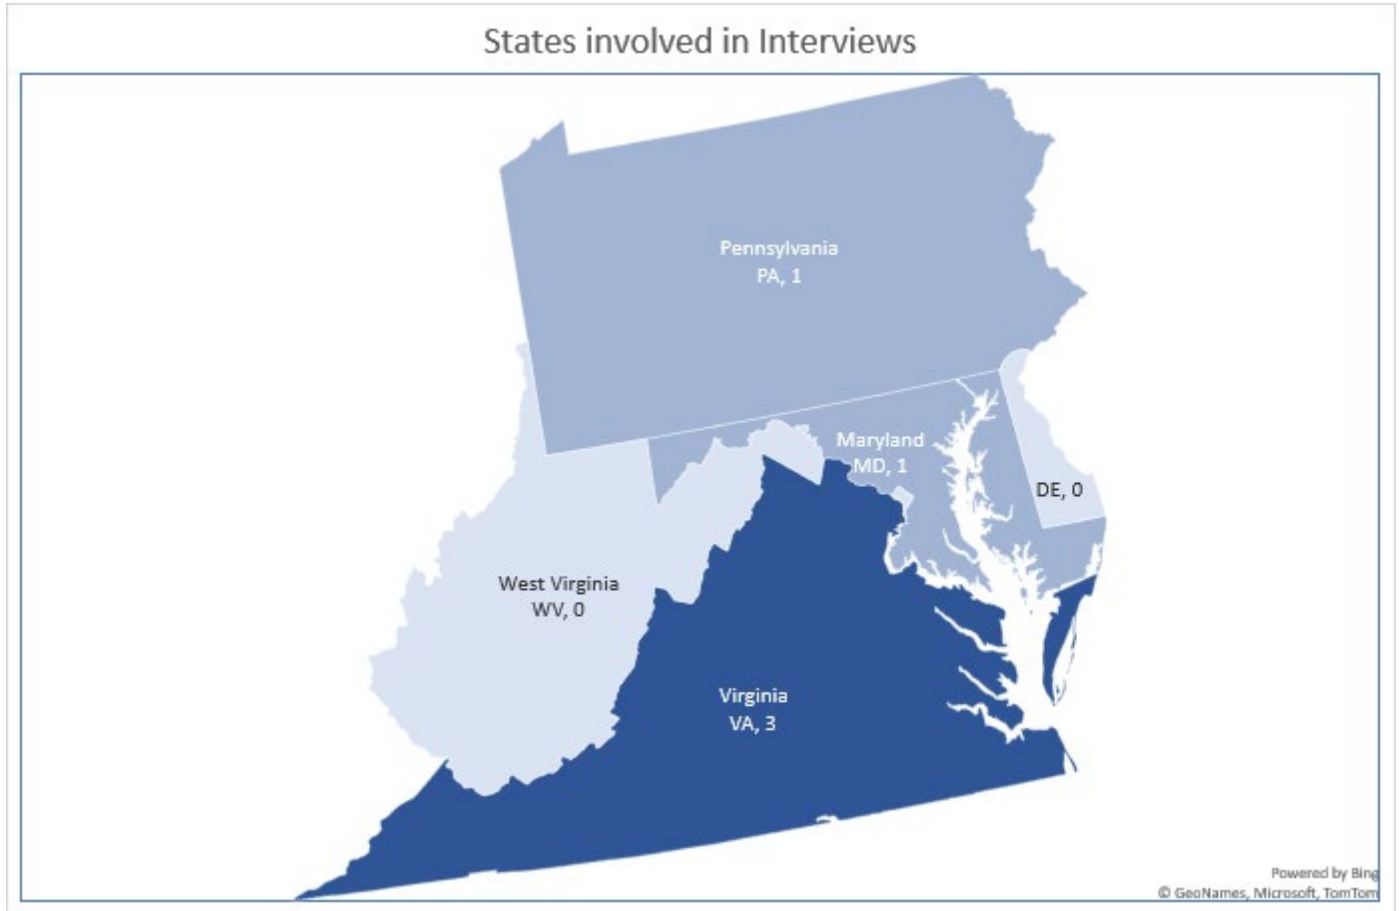 States involved in Interviews
Pennsylvania
PA, 1
Maryland
MD, 1
DE, 0
West Virginia
WV, 0
Virginia
VA, 3
Powered by Bing
© GeoNames, Microsoft, TomTom